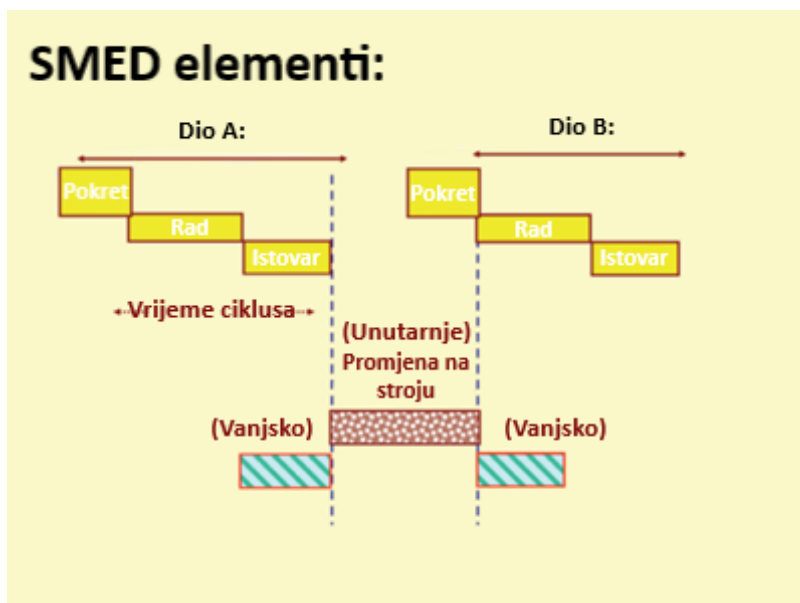 SMED elementi:
Dio A:
Dio B:
Pokret
Rad
Istovar
Pokret
Rad
Istovar
Vrijeme ciklusa
(Unutarnje)
Promjena na
stroju
(Vanjsko)
(Vanjsko)